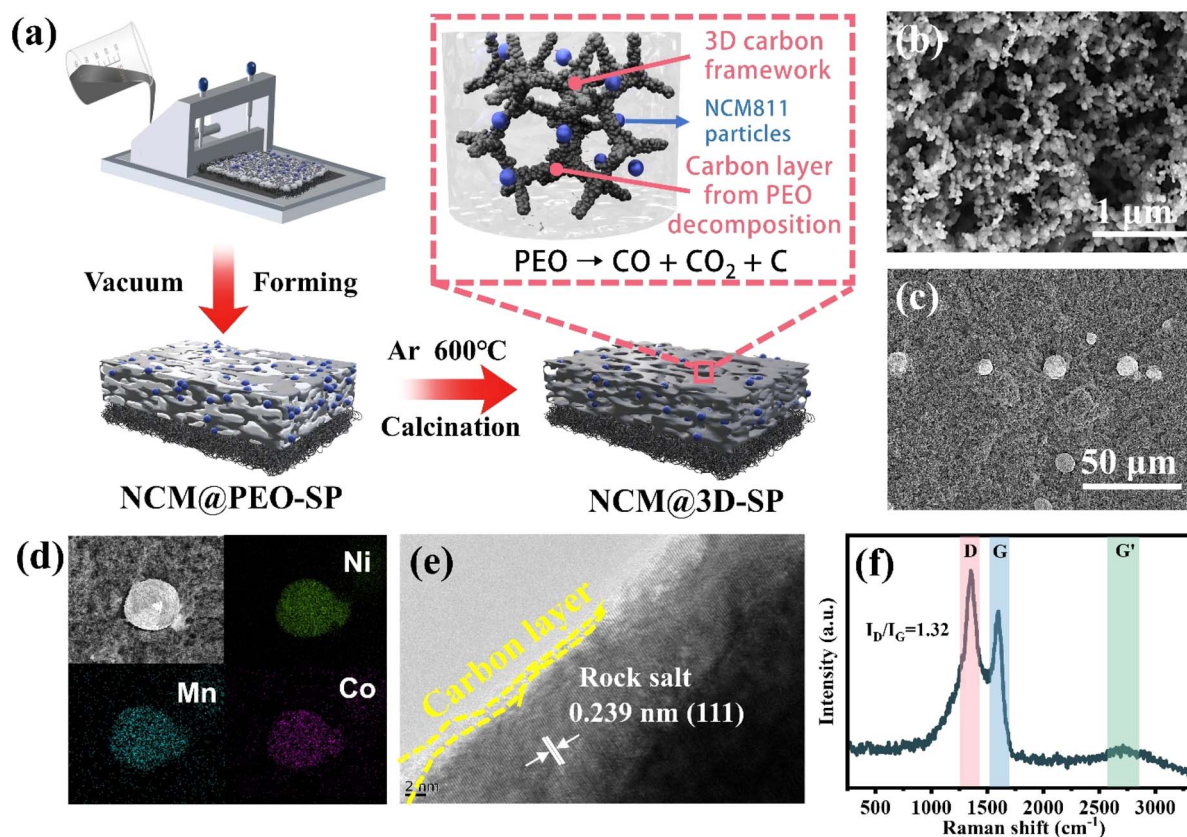 (a)
3D carbon
framework
NCM811
particles
Carbon layer
from PEO
decomposition
PEO → CO + CO₂ + C
Vacuum Forming
Ar 600℃
Calcination
NCM@PEO-SP
NCM@3D-SP
(b)
1 μm
(c)
50 μm
(d)
Ni
Mn
Co
(e)
Carbon layer
Rock salt
0.239 nm (111)
2 nm
(f)
D G G'
I_D/I_G=1.32
Intensity (a.u.)
500 1000 1500 2000 2500 3000
Raman shift (cm⁻¹)